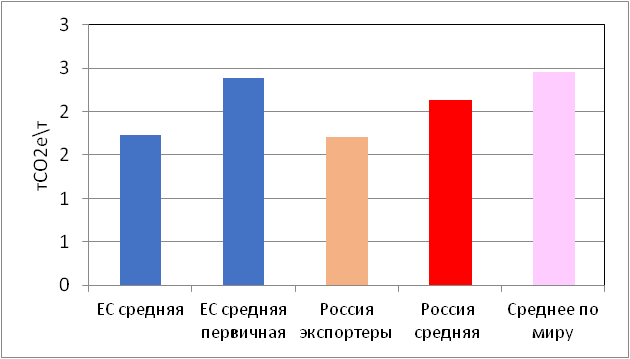 3
3
2
2
1
1
0
тСО2е\т
ЕС средняя
ЕС средняя
первичная
Россия
экспортеры
Россия
средняя
Среднее по
миру